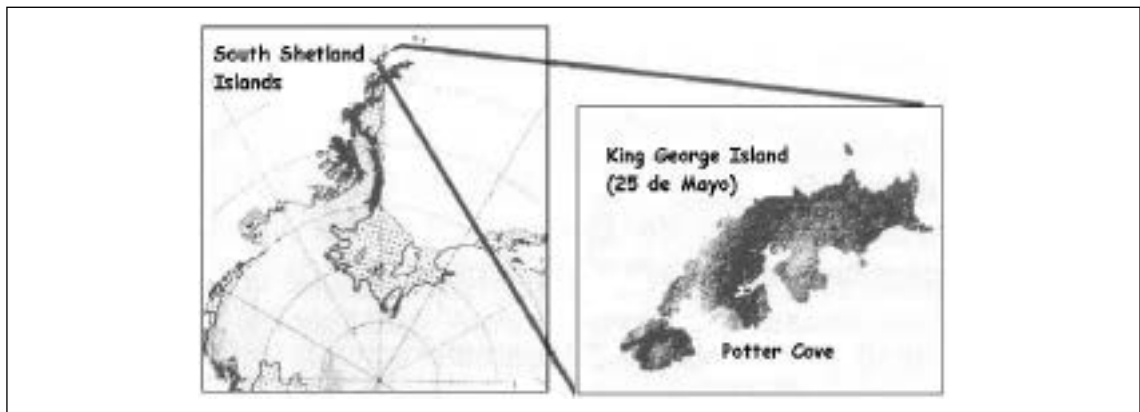 South Shetland
Islands
King George Island
(25 de Mayo)
Potter Cove